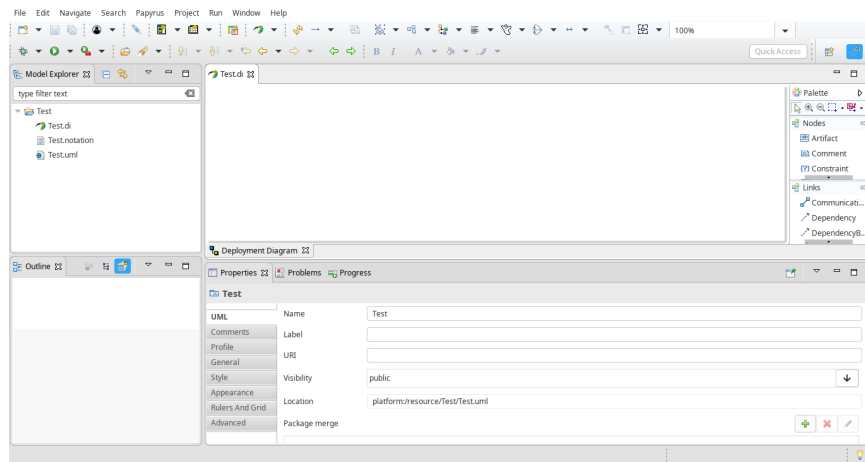 File Edit Navigate Search Papyrus Project Run Window Help
100%
B I A
Quick Access
Model Explorer
type filter text
Test
Test.di
Test.notation
Test.uml
Test.di
Palette
Nodes
Artifact
Comment
{?} Constraint
Links
Communicati...
Dependency
DependencyB...
Deployment Diagram
Outline
Properties Problems Progress
Test
UML
Comments
Profile
General
Style
Appearance
Rulers And Grid
Advanced
Name Test
Label
URI
Visibility public
Location platform:/resource/Test/Test.uml
Package merge